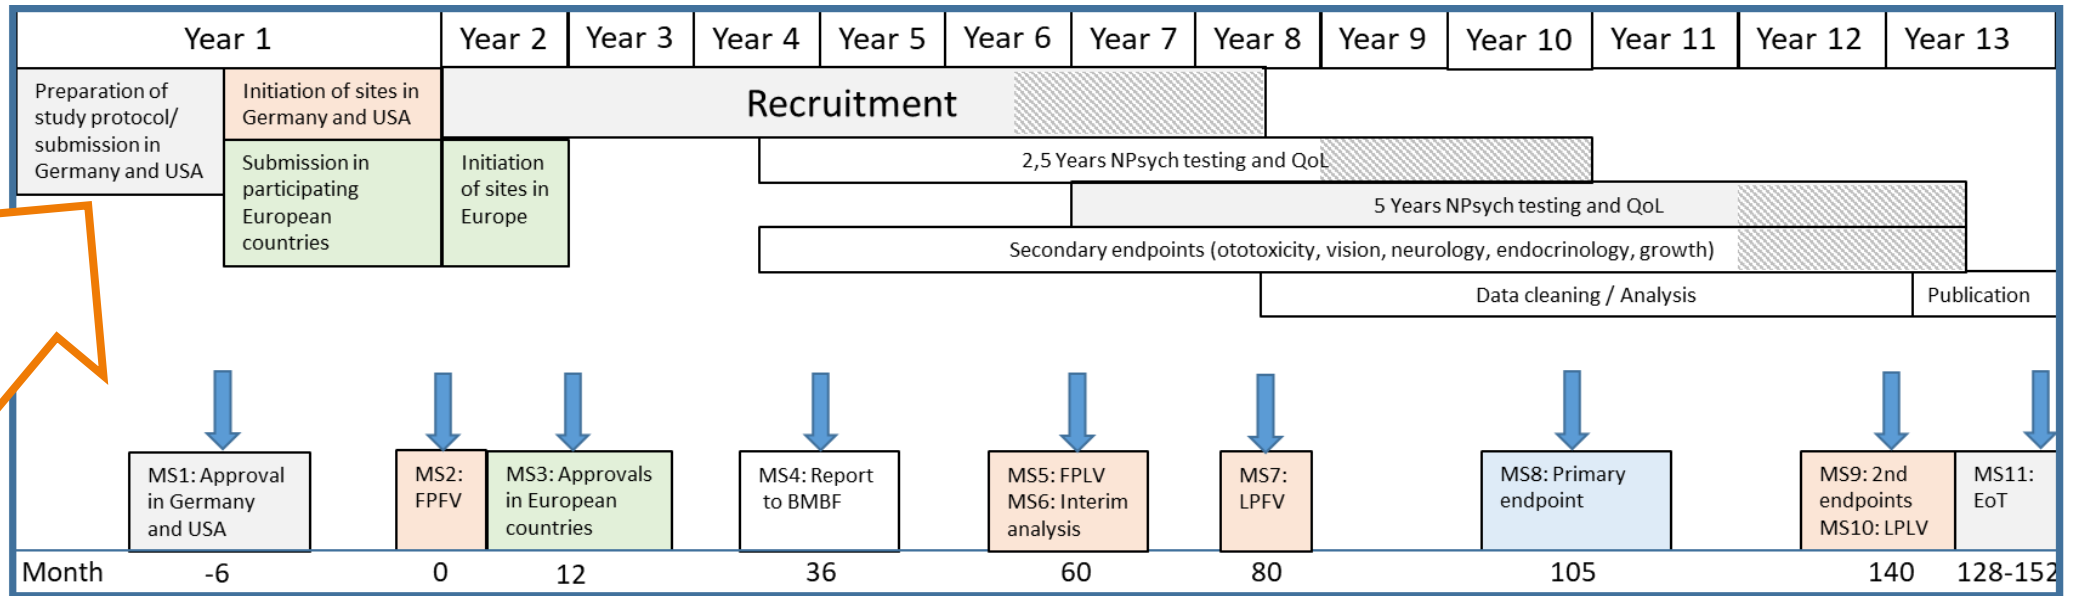 Year 1
Year 2
Year 3
Year 4
Year 5
Year 6
Year 7
Year 8
Year 9
Year 10
Year 11
Year 12
Year 13
Preparation of
study protocol/
submission in
Germany and USA
Initiation of sites in
Germany and USA
Recruitment
Submission in
participating
European
countries
Initiation
of sites in
Europe
2,5 Years NPsych testing and QoL
5 Years NPsych testing and QoL
Secondary endpoints (ototoxicity, vision, neurology, endocrinology, growth)
Data cleaning / Analysis
Publication
MS1: Approval
in Germany
and USA
MS2:
FPFV
MS3: Approvals
in European
countries
MS4: Report
to BMBF
MS5: FPLV
MS6: Interim
analysis
MS7:
LPFV
MS8: Primary
endpoint
MS9: 2nd
endpoints
MS10: LPLV
MS11:
EoT
Month
-6
0
12
36
60
80
105
140
128-152